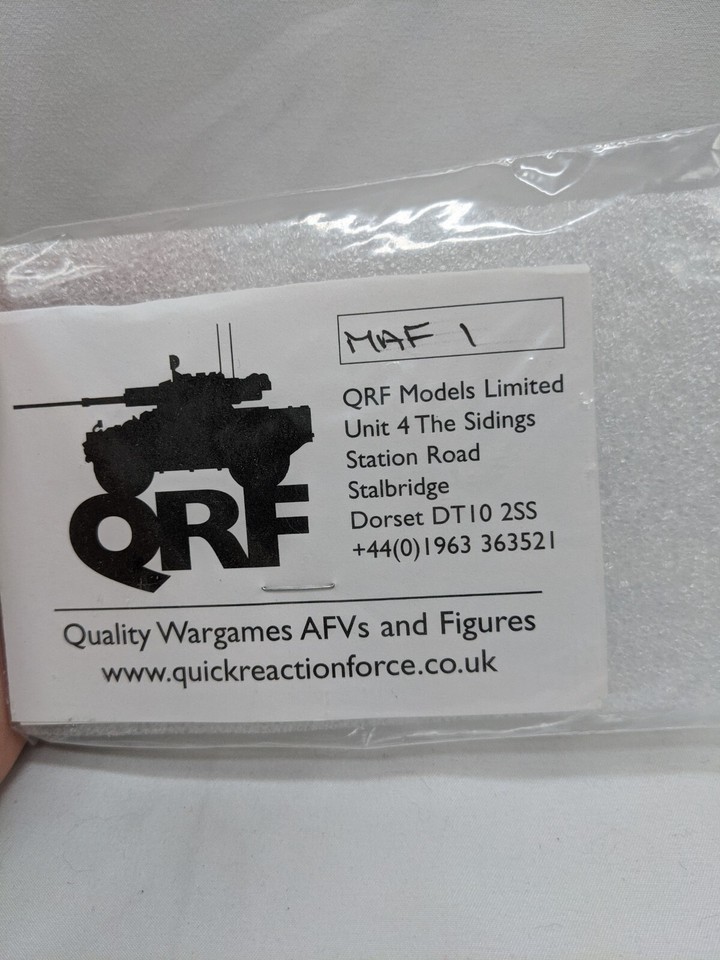 MAF 1
QRF Models Limited
Unit 4 The Sidings
Station Road
Stalbridge
Dorset DT10 2SS
+44(0)1963 363521
QRF
Quality Wargames AFVs and Figures
www.quickreactionforce.co.uk